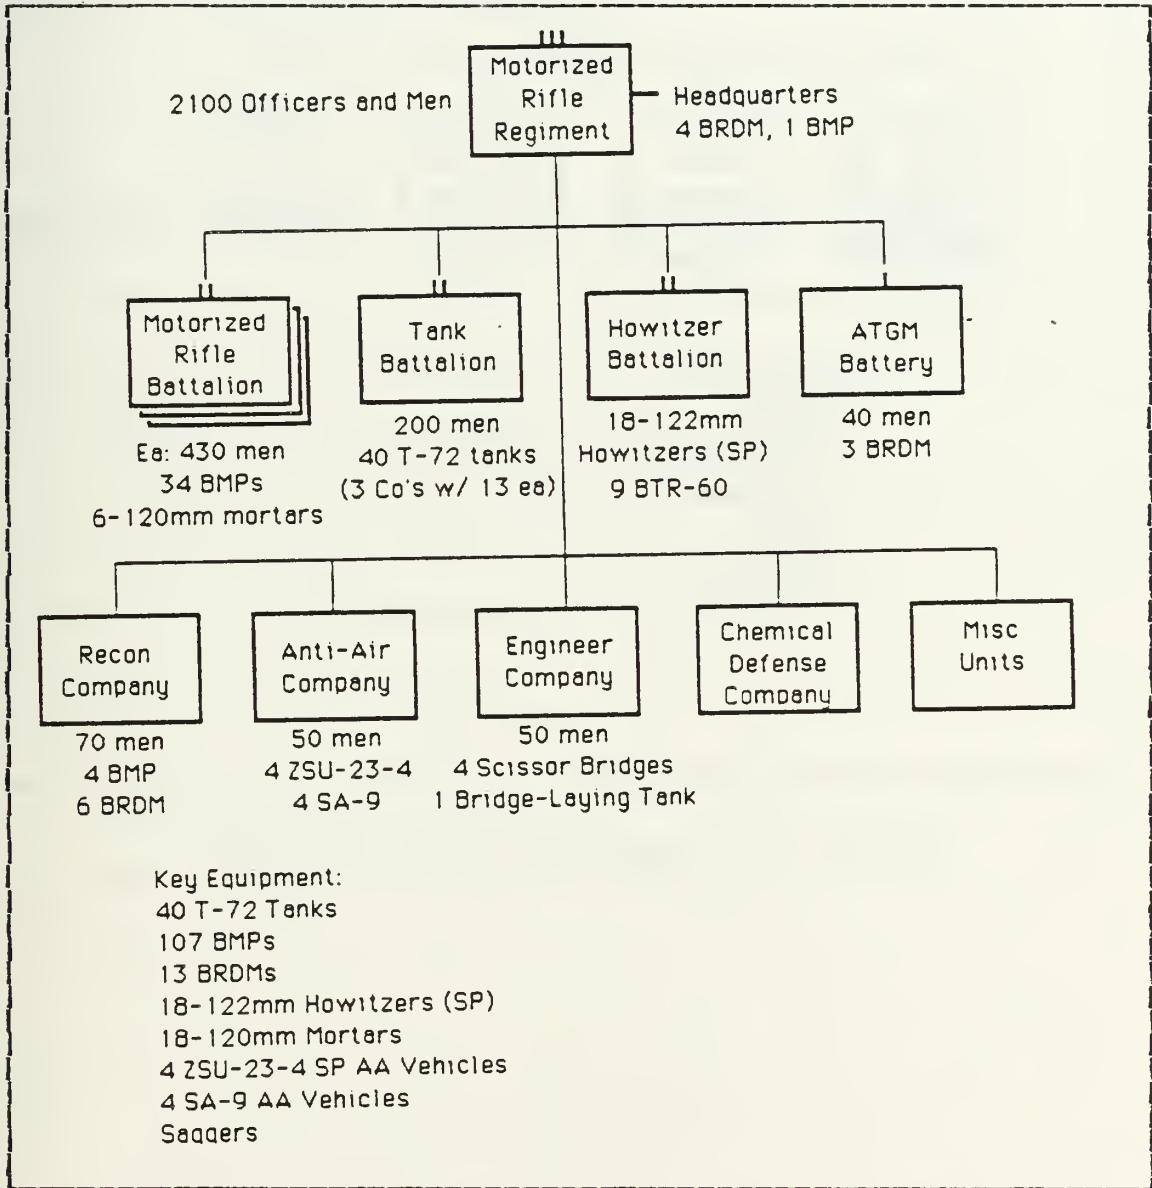 Motorized
Rifle
Regiment
2100 Officers and Men
Headquarters
4 BRDM, 1 BMP
Motorized
Rifle
Battalion
Ea: 430 men
34 BMPs
6-120mm mortars
Tank
Battalion
200 men
40 T-72 tanks
(3 Co's w/ 13 ea)
Howitzer
Battalion
18-122mm
Howitzers (SP)
9 BTR-60
ATGM
Battery
40 men
3 BRDM
Recon
Company
70 men
4 BMP
6 BRDM
Anti-Air
Company
50 men
4 ZSU-23-4
4 SA-9
Engineer
Company
50 men
4 Scissor Bridges
1 Bridge-Laying Tank
Chemical
Defense
Company
Misc
Units
Key Equipment:
40 T-72 Tanks
107 BMPs
13 BRDMs
18-122mm Howitzers (SP)
18-120mm Mortars
4 ZSU-23-4 SP AA Vehicles
4 SA-9 AA Vehicles
Saggers